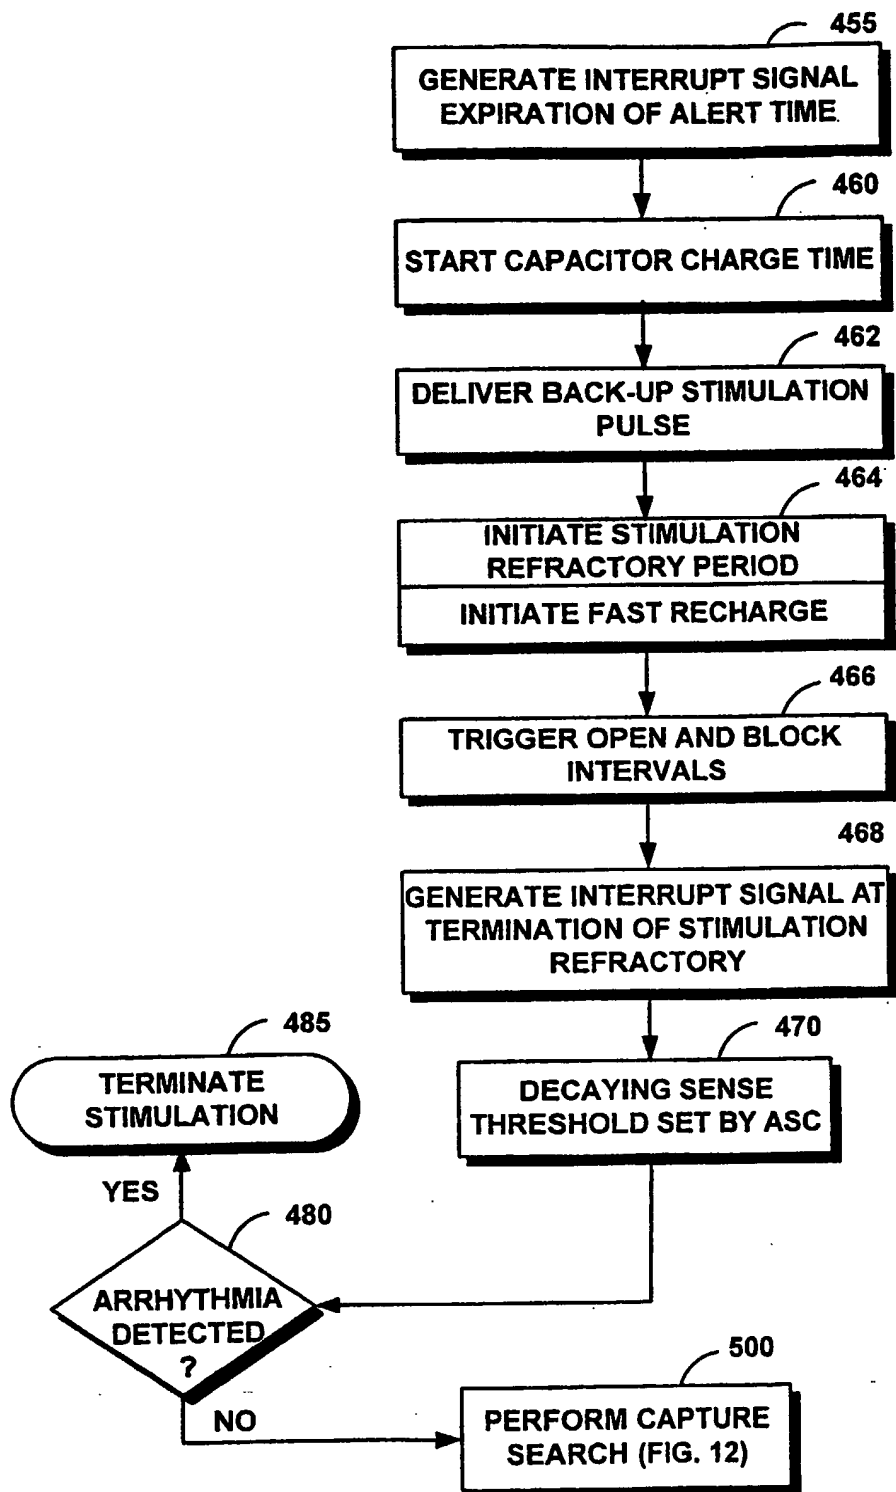 455
GENERATE INTERRUPT SIGNAL
EXPIRATION OF ALERT TIME.
460
START CAPACITOR CHARGE TIME
462
DELIVER BACK-UP STIMULATION
PULSE
464
INITIATE STIMULATION
REFRACTORY PERIOD
INITIATE FAST RECHARGE
466
TRIGGER OPEN AND BLOCK
INTERVALS
468
GENERATE INTERRUPT SIGNAL AT
TERMINATION OF STIMULATION
REFRACTORY
470
DECAYING SENSE
THRESHOLD SET BY ASC
480
ARRHYTHMIA
DETECTED
?
YES
485
TERMINATE
STIMULATION
NO
500
PERFORM CAPTURE
SEARCH (FIG. 12)